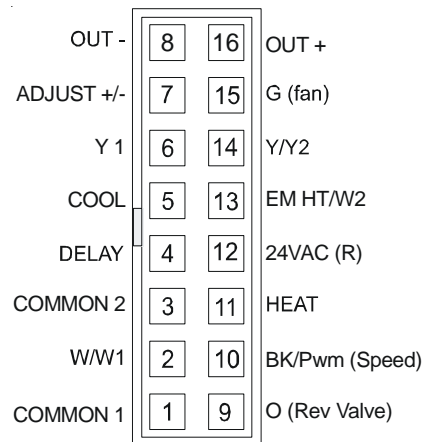 OUT - 8 16 OUT +
ADJUST +/- 7 15 G (fan)
Y 1 6 14 Y/Y2
COOL 5 13 EM HT/W2
DELAY 4 12 24VAC (R)
COMMON 2 3 11 HEAT
W/W1 2 10 BK/Pwm (Speed)
COMMON 1 1 9 O (Rev Valve)